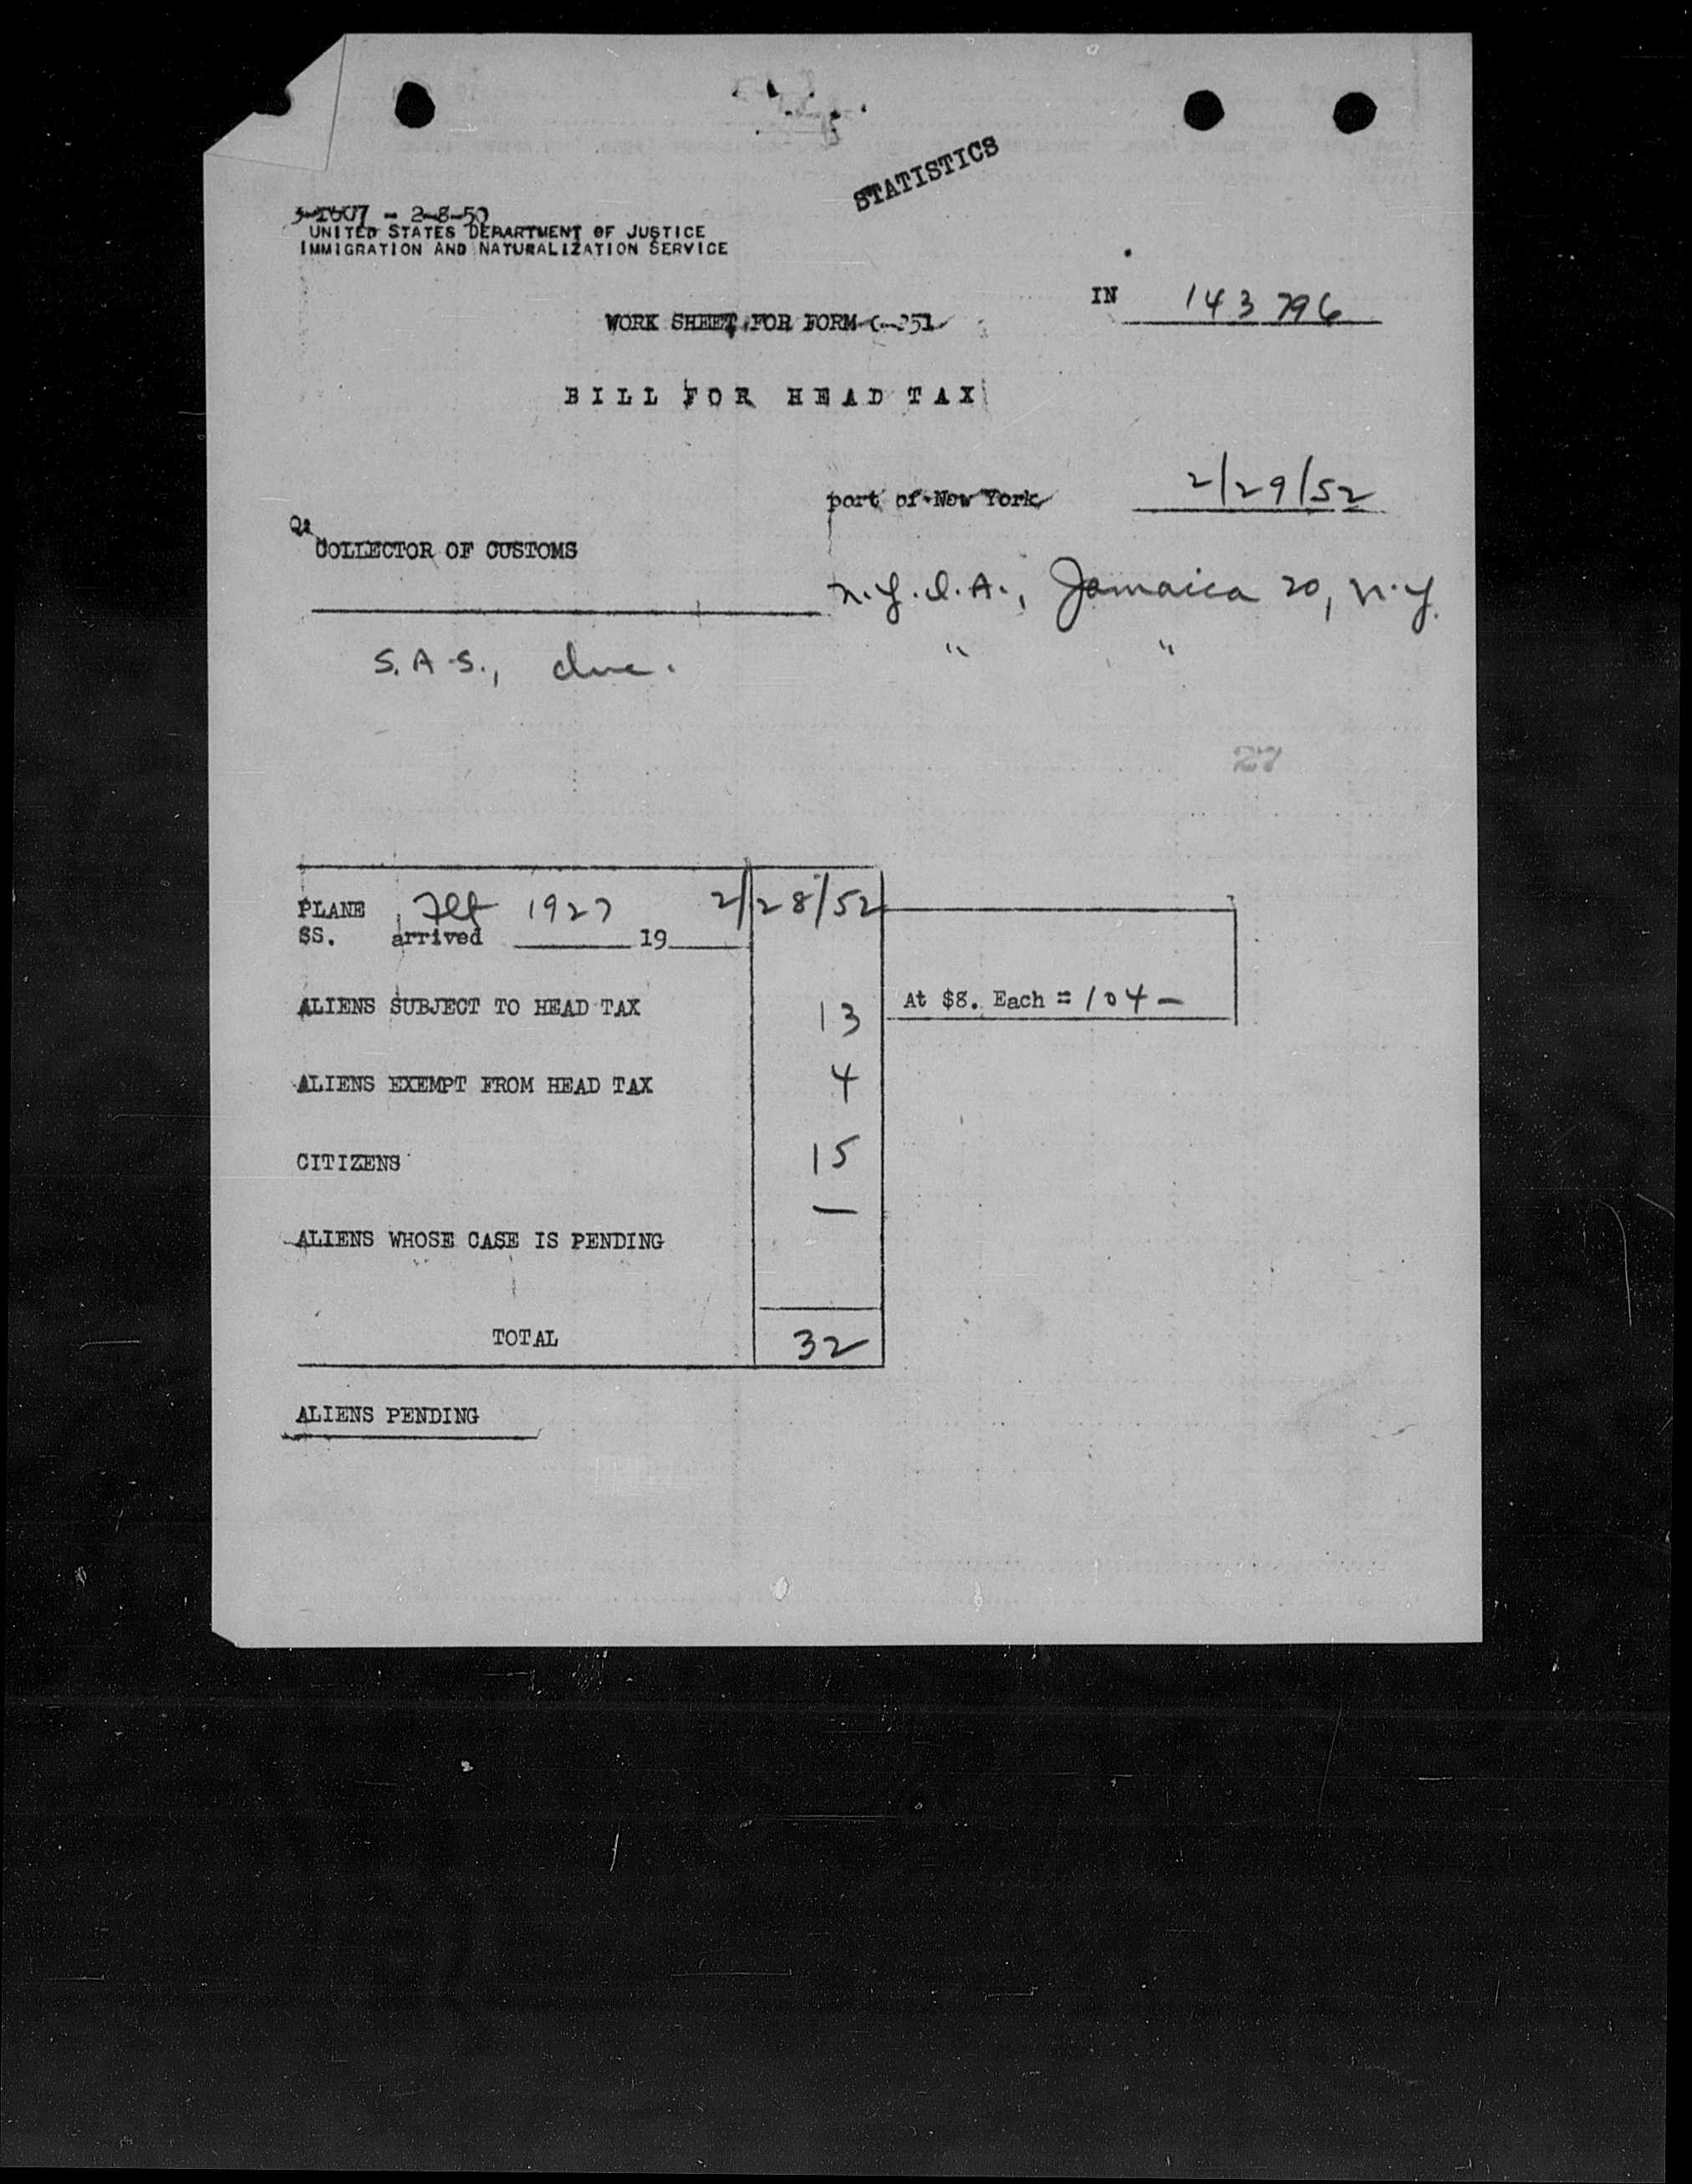 STATISTICS
3-1607 - 2-8-50
UNITED STATES DEPARTMENT OF JUSTICE
IMMIGRATION AND NATURALIZATION SERVICE
IN 143796
WORK SHEET FOR FORM
BILL FOR HEAD TAX
port of New York 2/29/52
COLLECTOR OF CUSTOMS
N.Y.I.A., Jamaica 20, N.Y.
S.A.S., Inc. " "
27
PLANE Flt 1927 2/28/52
SS. arrived 19
ALIENS SUBJECT TO HEAD TAX 13 At $8. Each = 104 -
ALIENS EXEMPT FROM HEAD TAX 4
CITIZENS 15
—
ALIENS WHOSE CASE IS PENDING
TOTAL 32
ALIENS PENDING